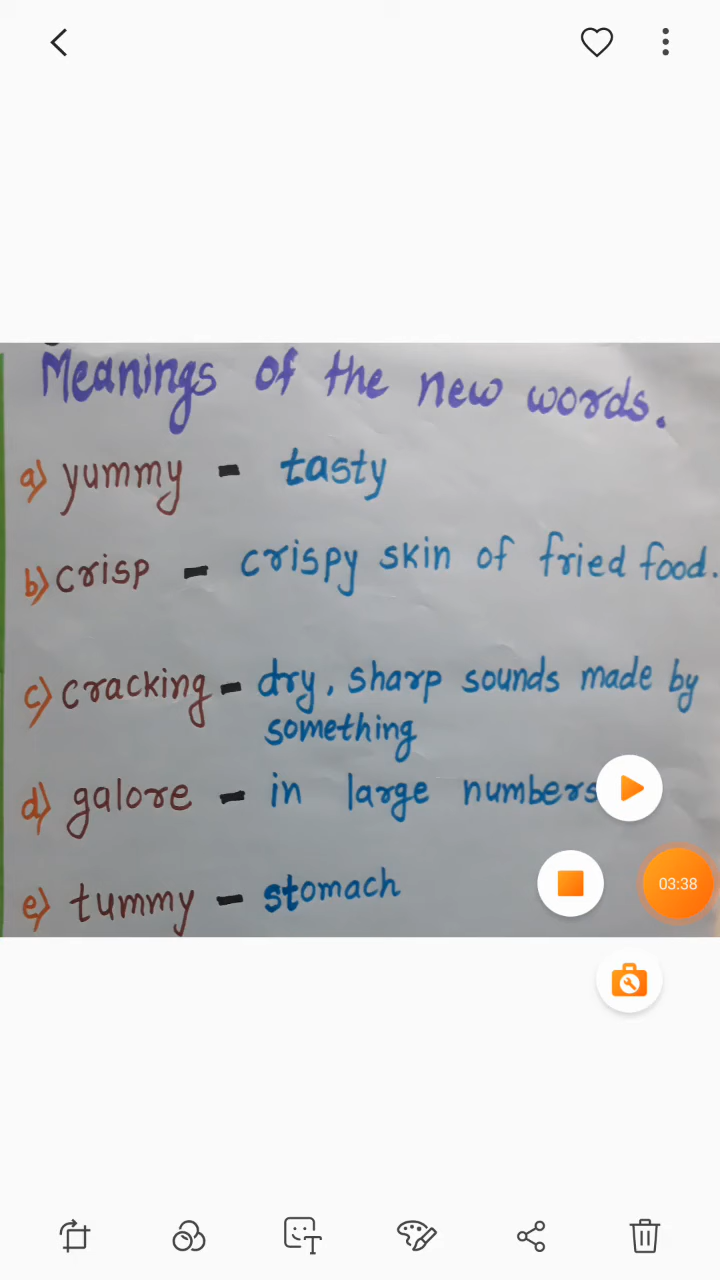 Meanings of the new words.
a) yummy - tasty
b) crisp - crispy skin of fried food.
c) cracking - dry, sharp sounds made by
something
d) galore - in large numbers
e) tummy - stomach
03:38